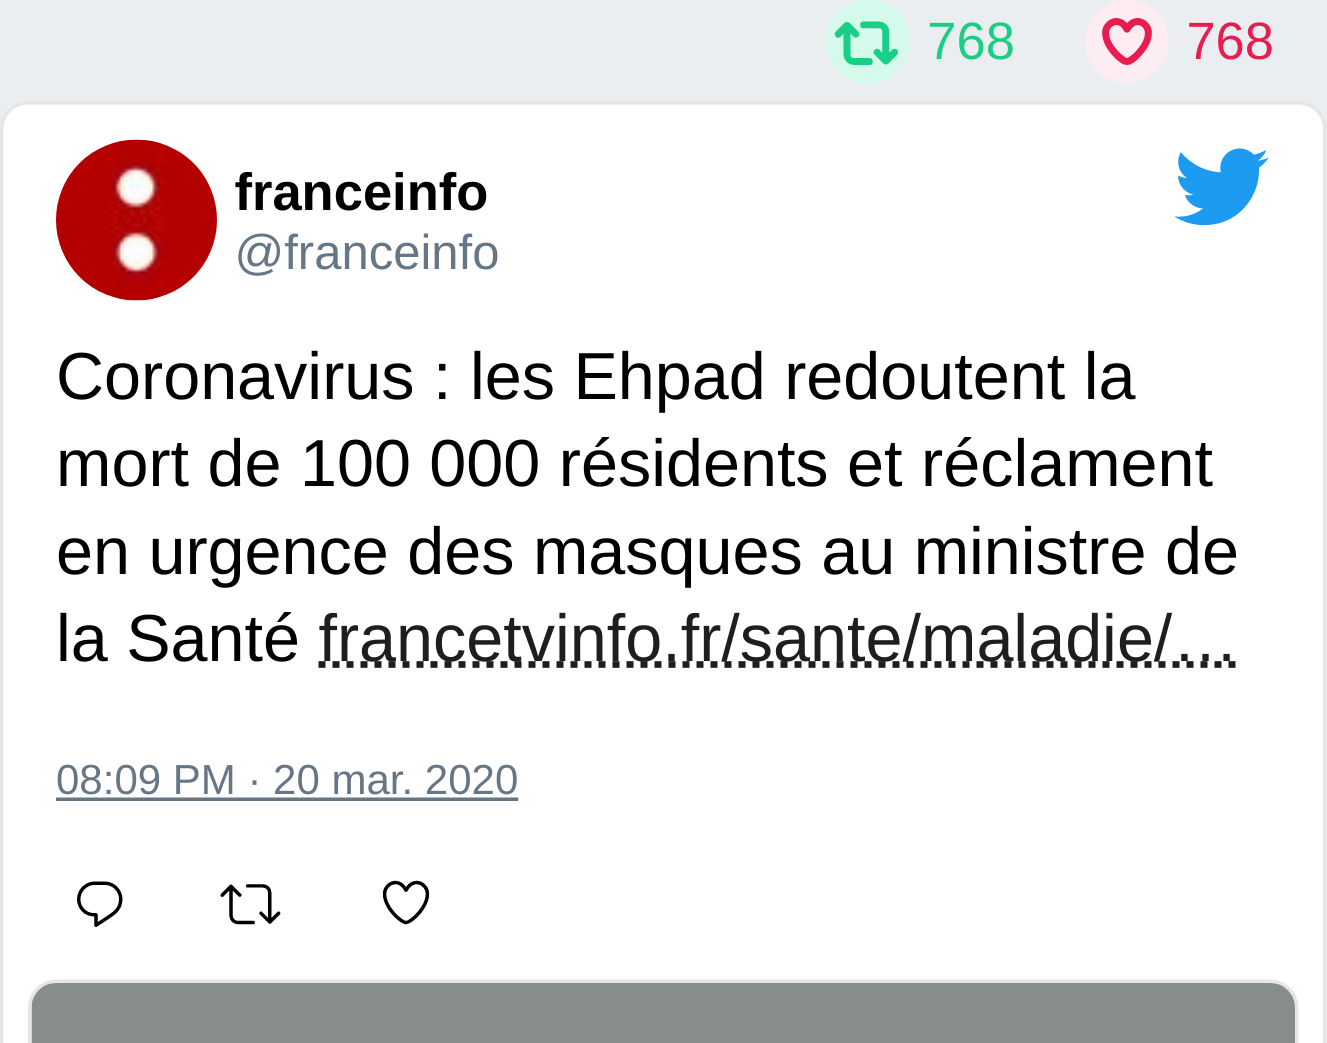 768 768
franceinfo
@franceinfo
Coronavirus : les Ehpad redoutent la
mort de 100 000 résidents et réclament
en urgence des masques au ministre de
la Santé francetvinfo.fr/sante/maladie/…
08:09 PM · 20 mar. 2020